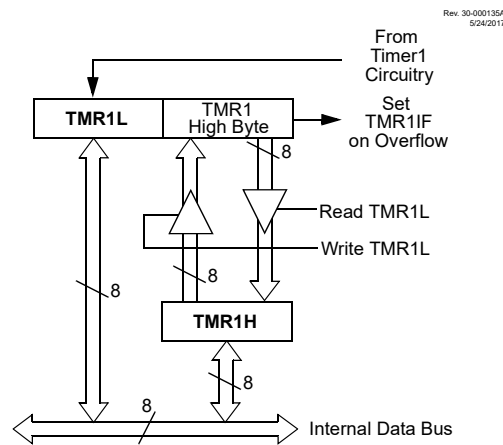 Rev. 30-000135A
5/24/2017
From
Timer1
Circuitry
TMR1L
TMR1
High Byte
Set
TMR1IF
on Overflow
8
Read TMR1L
Write TMR1L
8
8
TMR1H
8
8
Internal Data Bus